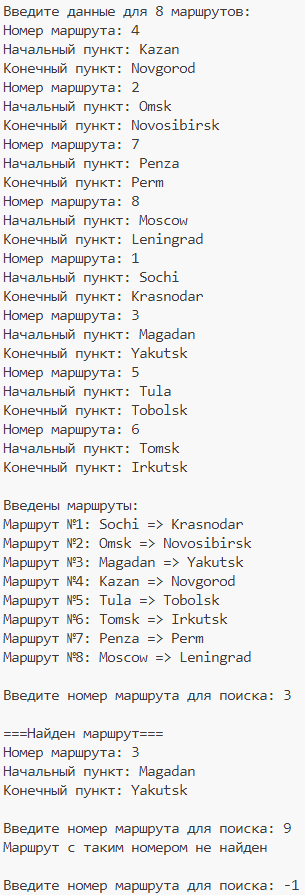 Введите данные для 8 маршрутов:
Номер маршрута: 4
Начальный пункт: Kazan
Конечный пункт: Novgorod
Номер маршрута: 2
Начальный пункт: Omsk
Конечный пункт: Novosibirsk
Номер маршрута: 7
Начальный пункт: Penza
Конечный пункт: Perm
Номер маршрута: 8
Начальный пункт: Moscow
Конечный пункт: Leningrad
Номер маршрута: 1
Начальный пункт: Sochi
Конечный пункт: Krasnodar
Номер маршрута: 3
Начальный пункт: Magadan
Конечный пункт: Yakutsk
Номер маршрута: 5
Начальный пункт: Tula
Конечный пункт: Tobolsk
Номер маршрута: 6
Начальный пункт: Tomsk
Конечный пункт: Irkutsk
Введены маршруты:
Маршрут №1: Sochi => Krasnodar
Маршрут №2: Omsk => Novosibirsk
Маршрут №3: Magadan => Yakutsk
Маршрут №4: Kazan => Novgorod
Маршрут №5: Tula => Tobolsk
Маршрут №6: Tomsk => Irkutsk
Маршрут №7: Penza => Perm
Маршрут №8: Moscow => Leningrad
Введите номер маршрута для поиска: 3
===Найден маршрут===
Номер маршрута: 3
Начальный пункт: Magadan
Конечный пункт: Yakutsk
Введите номер маршрута для поиска: 9
Маршрут с таким номером не найден
Введите номер маршрута для поиска: -1